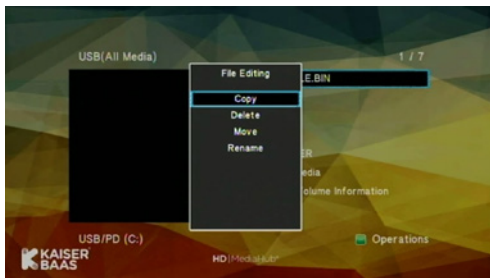 USB(All Media)
1 / 7
File Editing
LE.BIN
Copy
Delete
Move
Rename
ER
edia
olume Information
USB/PD (C:)
Operations
KAISER BAAS
HD MediaHub